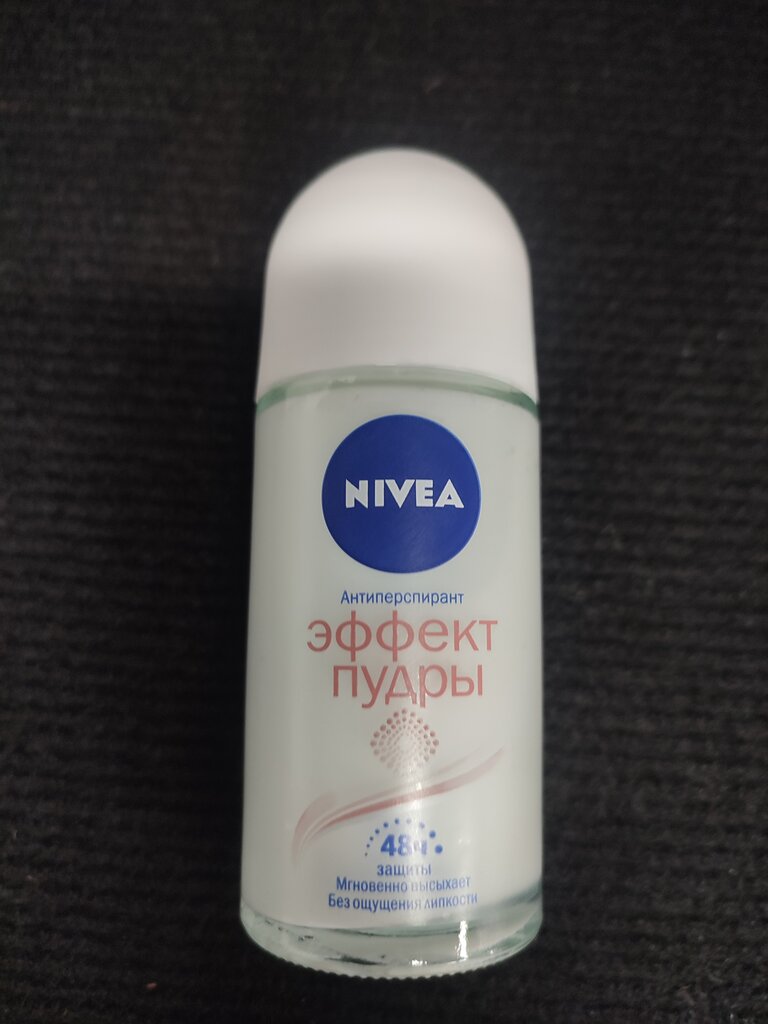 NIVEA
Антиперспирант
эффект
пудры
48ч
защиты
Мгновенно высыхает
Без ощущения липкости